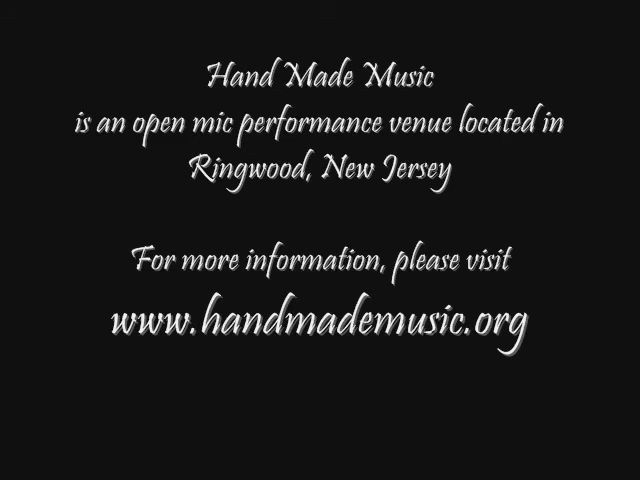 Hand Made Music
is an open mic performance venue located in
Ringwood, New Jersey
For more information, please visit
www.handmademusic.org